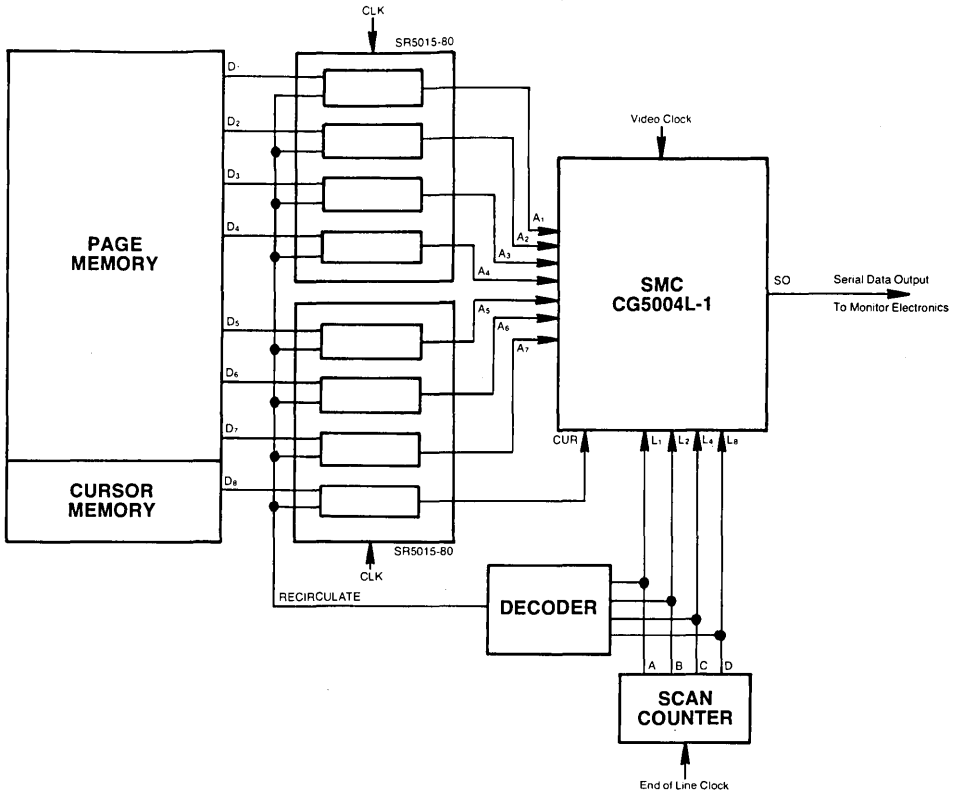 CLK
SR5015-80
D1
D2
D3
D4
PAGE
MEMORY
D5
D6
D7
CURSOR
MEMORY
D8
SR5015-80
CLK
RECIRCULATE
Video Clock
A1
A2
A3
A4
A5
A6
A7
SMC
CG5004L-1
SO
Serial Data Output
To Monitor Electronics
CUR
L1
L2
L4
L8
DECODER
A
B
C
D
SCAN
COUNTER
End of Line Clock